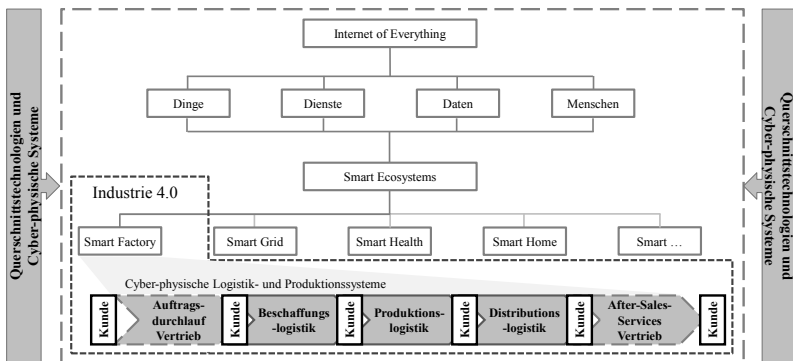 Querschnittstechnologien und
Cyber-physische Systeme
Internet of Everything
Dinge
Dienste
Daten
Menschen
Smart Ecosystems
Industrie 4.0
Smart Factory
Smart Grid
Smart Health
Smart Home
Smart …
Cyber-physische Logistik- und Produktionssysteme
Kunde
Auftrags-
durchlauf
Vertrieb
Kunde
Beschaffungs
-logistik
Kunde
Produktions-
logistik
Kunde
Distributions
-logistik
Kunde
After-Sales-
Services
Vertrieb
Kunde
Querschnittstechnologien und
Cyber-physische Systeme